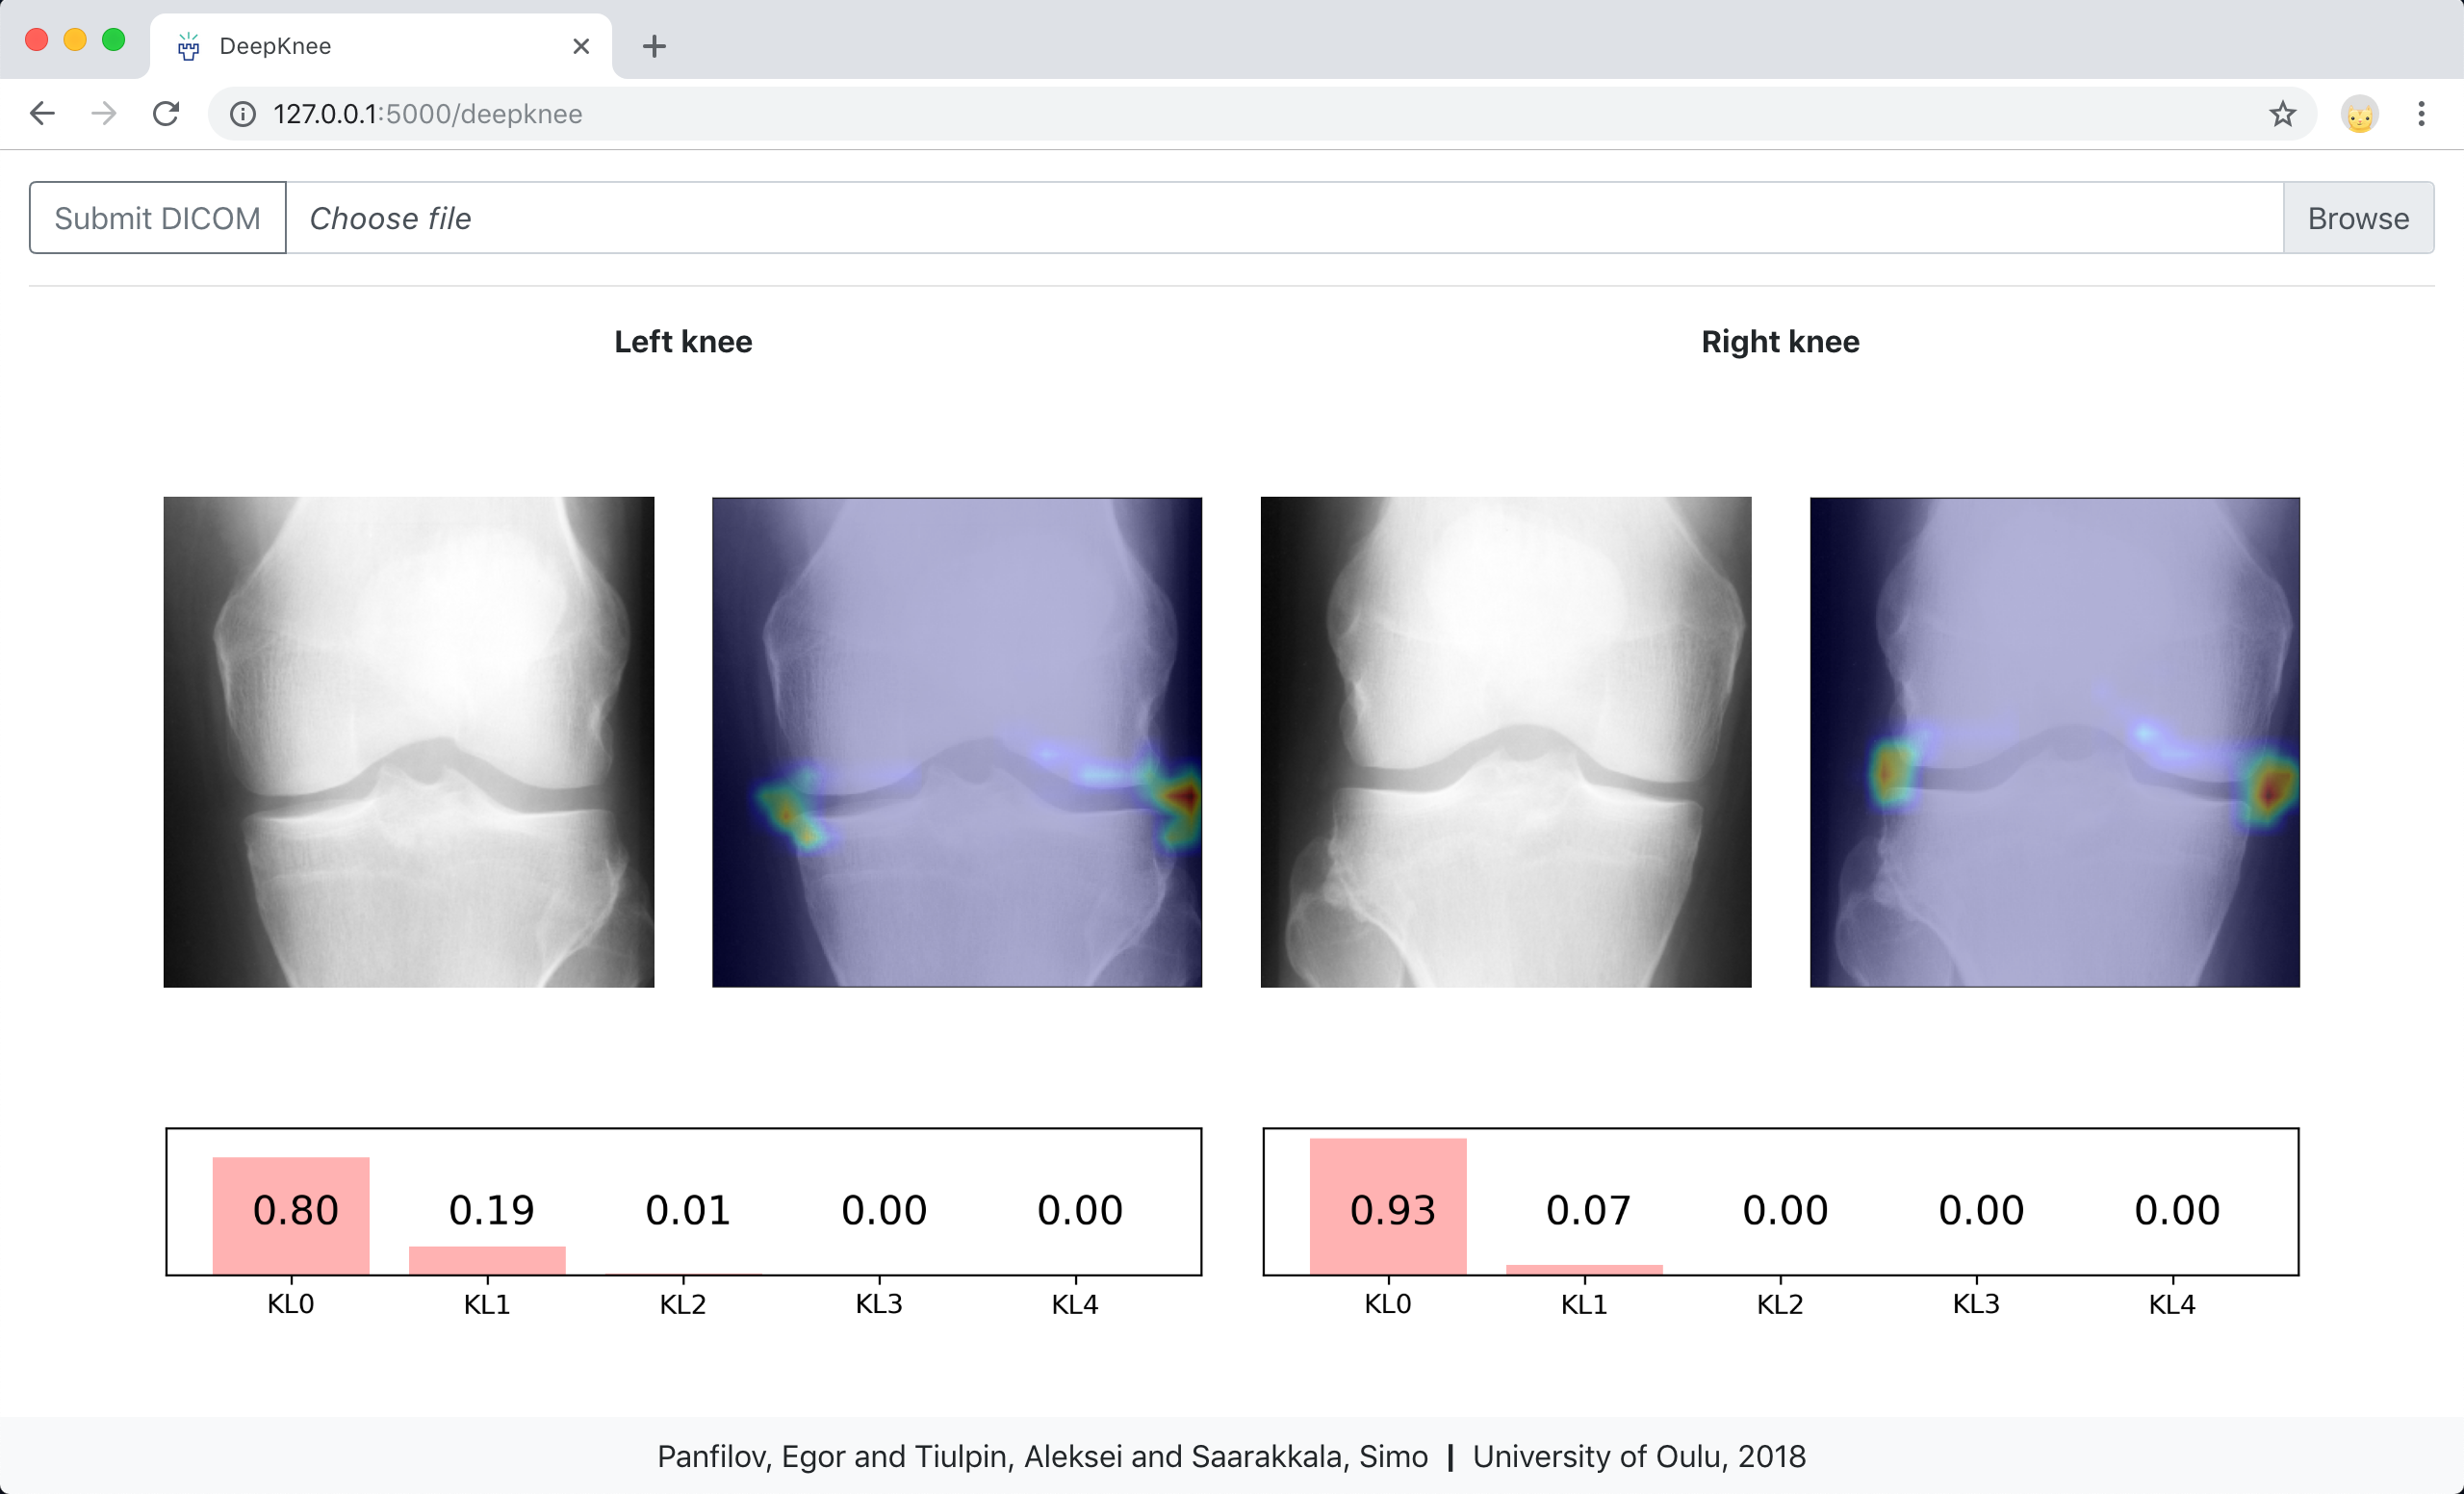 DeepKnee
127.0.0.1:5000/deepknee
Submit DICOM Choose file Browse
Left knee Right knee
0.80 0.19 0.01 0.00 0.00 0.93 0.07 0.00 0.00 0.00
KL0 KL1 KL2 KL3 KL4 KL0 KL1 KL2 KL3 KL4
Panfilov, Egor and Tiulpin, Aleksei and Saarakkala, Simo | University of Oulu, 2018